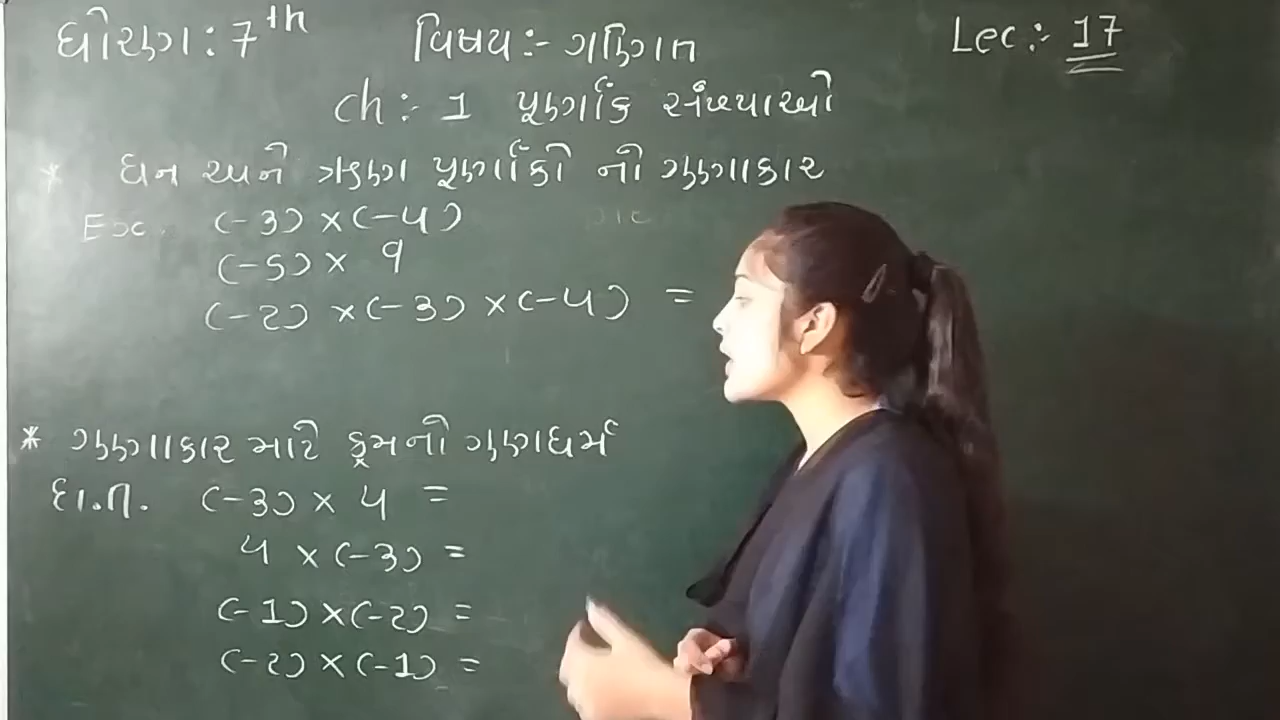 ધોરણ : 7th વિષય :- ગણિત Lec :- 17
ch :- 1 પૂર્ણાંક સંખ્યાઓ
* ધન અને ઋણ પૂર્ણાંકો નો ગુણાકાર
Ex. (-3) × (-4)
(-5) × 9
(-2) × (-3) × (-4) =
* ગુણાકાર માટે ક્રમનો ગુણધર્મ
દા.ત. (-3) × 4 =
4 × (-3) =
(-1) × (-2) =
(-2) × (-1) =